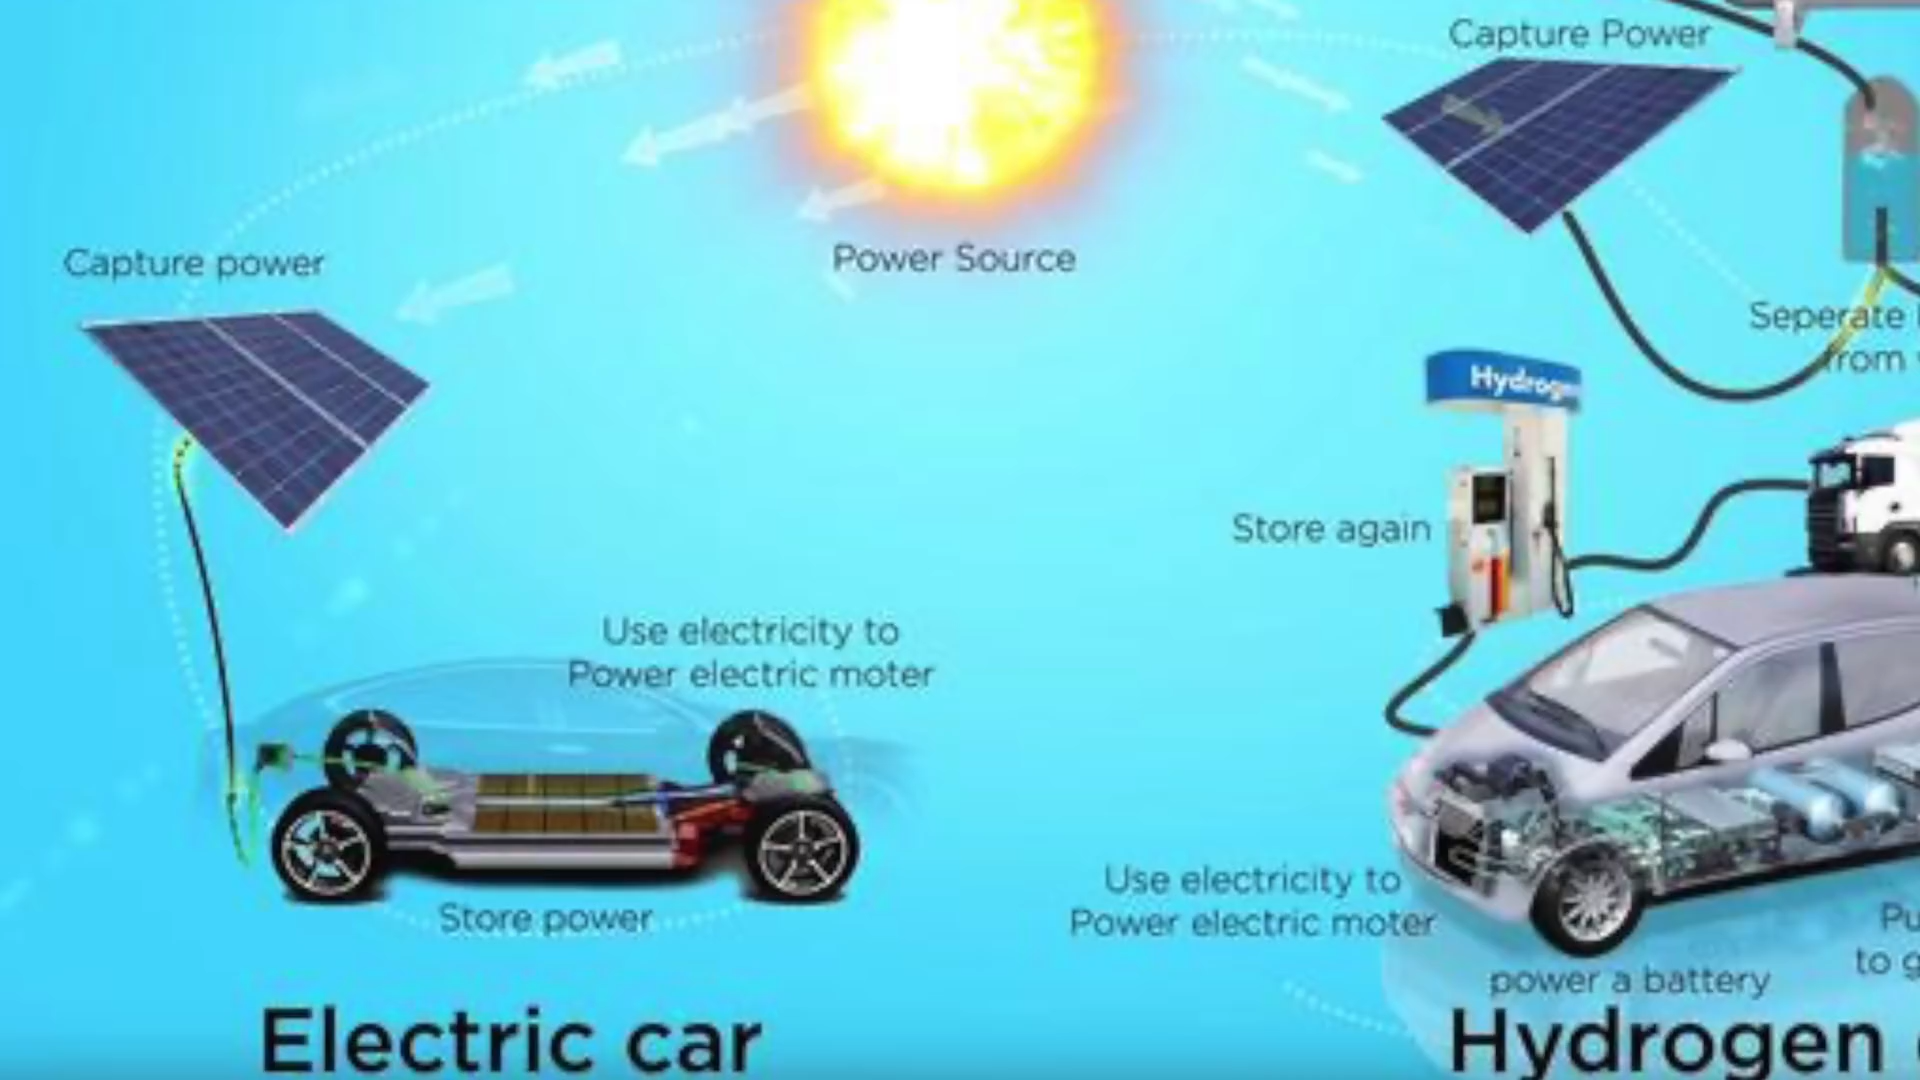 Capture Power
Power Source
Capture power
Seperate
from
Hydrogen
Store again
Use electricity to
Power electric moter
Use electricity to
Power electric moter
Store power
power a battery
to
Electric car
Hydrogen